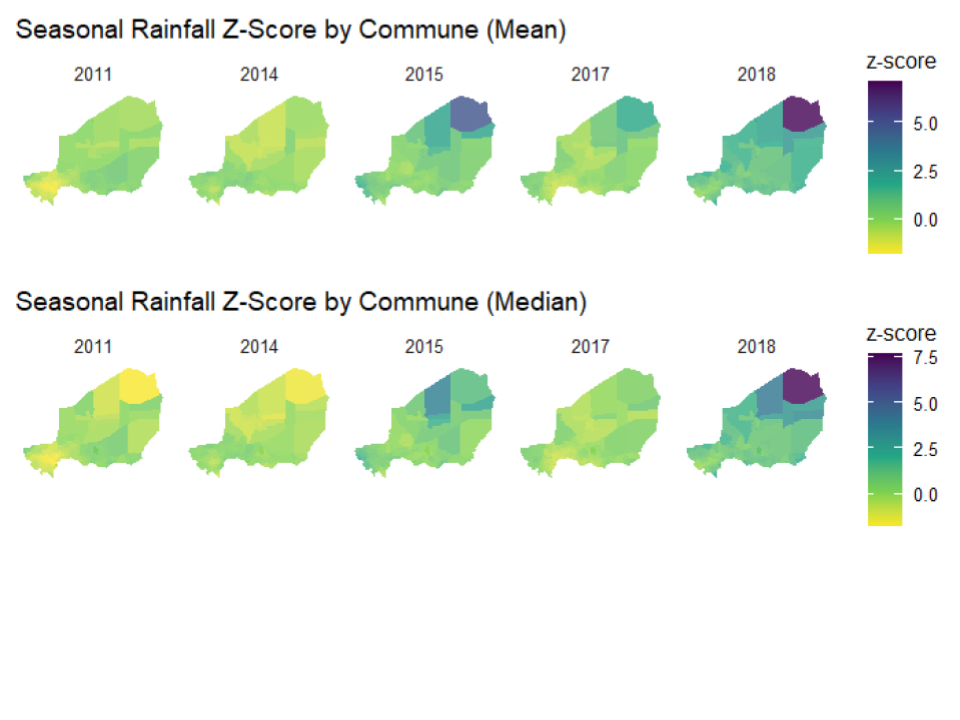 Seasonal Rainfall Z-Score by Commune (Mean)
2011 2014 2015 2017 2018
z-score
5.0
2.5
0.0
Seasonal Rainfall Z-Score by Commune (Median)
2011 2014 2015 2017 2018
z-score
7.5
5.0
2.5
0.0